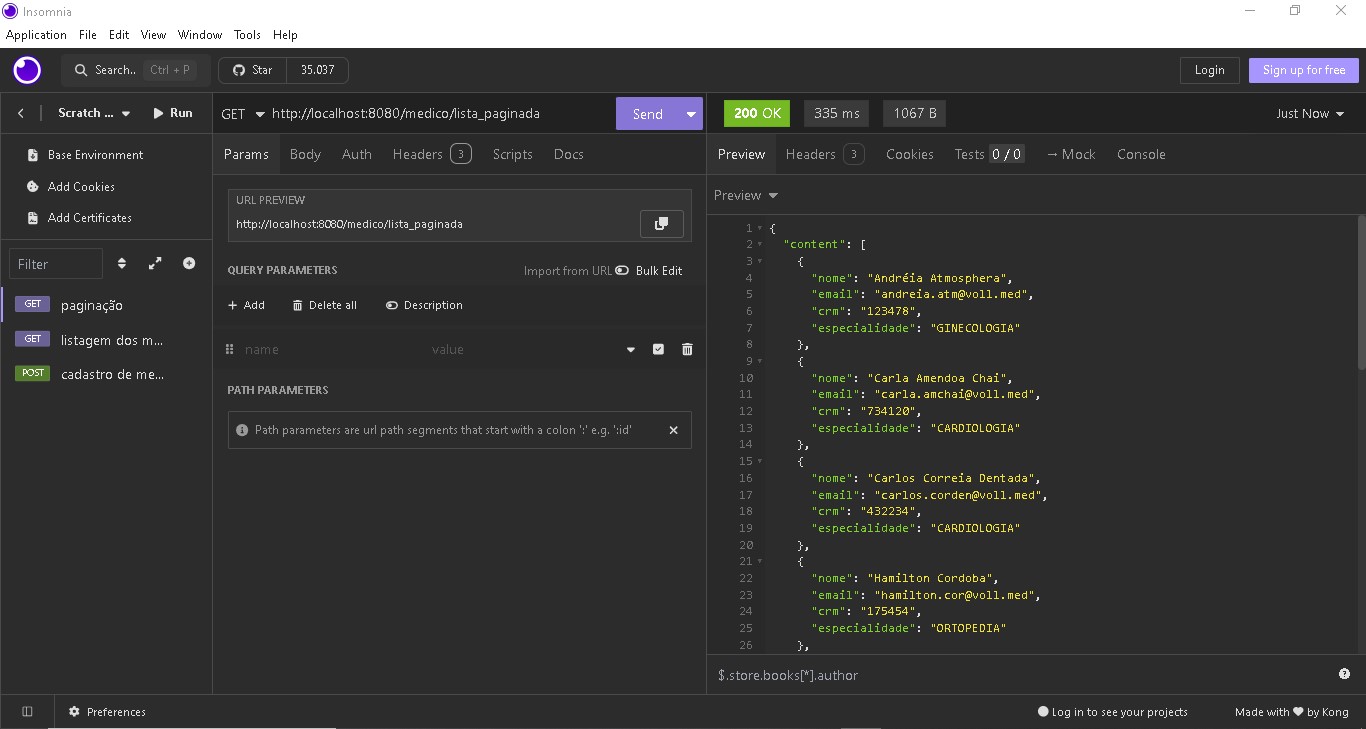 Insomnia
Application File Edit View Window Tools Help
Search.. Ctrl + P Star 35.037 Login Sign up for free
Scratch ... Run
Base Environment
Add Cookies
Add Certificates
Filter
GET paginação
GET listagem dos m...
POST cadastro de me...
GET http://localhost:8080/medico/lista_paginada Send
Params Body Auth Headers 3 Scripts Docs
URL PREVIEW
http://localhost:8080/medico/lista_paginada
QUERY PARAMETERS Import from URL Bulk Edit
+ Add Delete all Description
name value
PATH PARAMETERS
Path parameters are url path segments that start with a colon ':' e.g. ':id'
200 OK 335 ms 1067 B Just Now
Preview Headers 3 Cookies Tests 0 / 0 → Mock Console
Preview
1 {
2 "content": [
3 {
4 "nome": "Andréia Atmosphera",
5 "email": "andreia.atm@voll.med",
6 "crm": "123478",
7 "especialidade": "GINECOLOGIA"
8 },
9 {
10 "nome": "Carla Amendoa Chai",
11 "email": "carla.amchai@voll.med",
12 "crm": "734120",
13 "especialidade": "CARDIOLOGIA"
14 },
15 {
16 "nome": "Carlos Correia Dentada",
17 "email": "carlos.corden@voll.med",
18 "crm": "432234",
19 "especialidade": "CARDIOLOGIA"
20 },
21 {
22 "nome": "Hamilton Cordoba",
23 "email": "hamilton.cor@voll.med",
24 "crm": "175454",
25 "especialidade": "ORTOPEDIA"
26 },
$.store.books[*].author
Preferences Log in to see your projects Made with ♥ by Kong